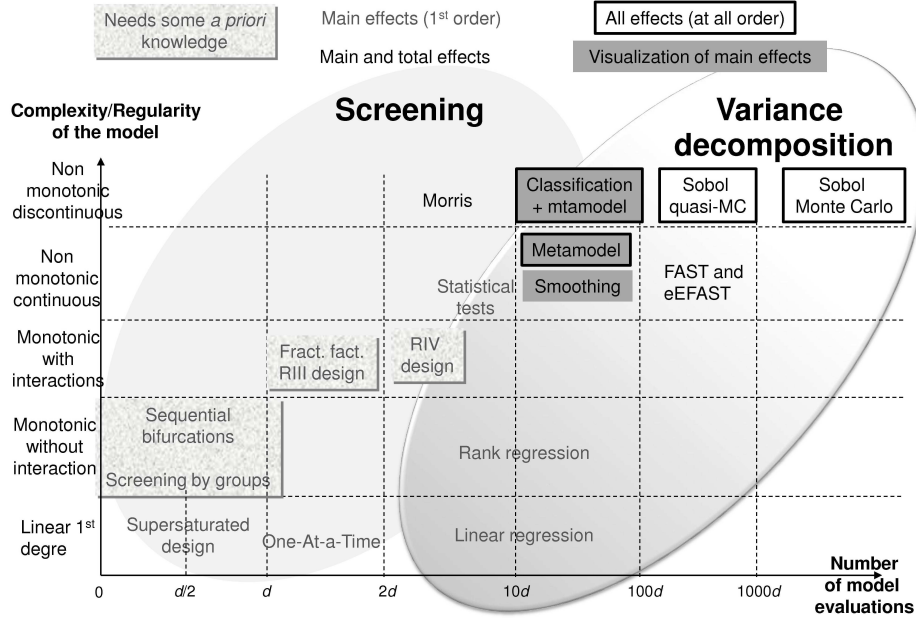 Needs some a priori
knowledge
Main effects (1st order)
Main and total effects
All effects (at all order)
Visualization of main effects
Complexity/Regularity
of the model
Screening
Variance
decomposition
Non
monotonic
discontinuous
Morris
Classification
+ mtamodel
Sobol
quasi-MC
Sobol
Monte Carlo
Non
monotonic
continuous
Metamodel
Smoothing
Statistical
tests
FAST and
eEFAST
Monotonic
with
interactions
Fract. fact.
RIII design
RIV
design
Monotonic
without
interaction
Sequential
bifurcations
Screening by groups
Rank regression
Linear 1st
degre
Supersaturated
design
One-At-a-Time
Linear regression
Number
of model
evaluations
0 d/2 d 2d 10d 100d 1000d